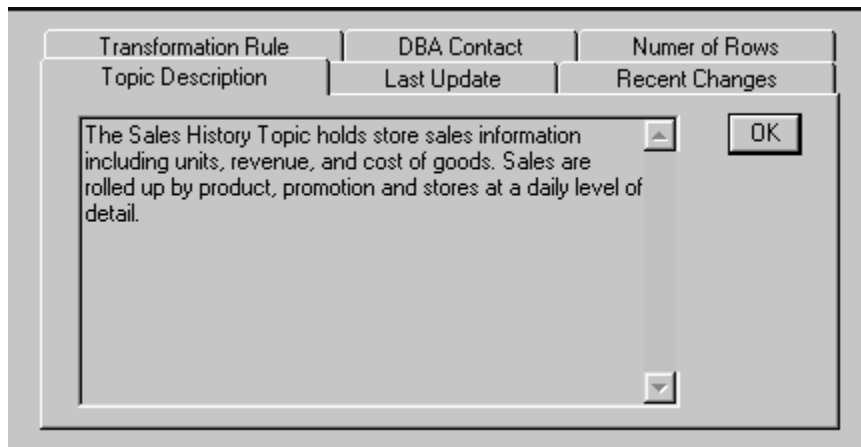 Transformation Rule
DBA Contact
Numer of Rows
Topic Description
Last Update
Recent Changes
The Sales History Topic holds store sales information
including units, revenue, and cost of goods. Sales are
rolled up by product, promotion and stores at a daily level of
detail.
OK